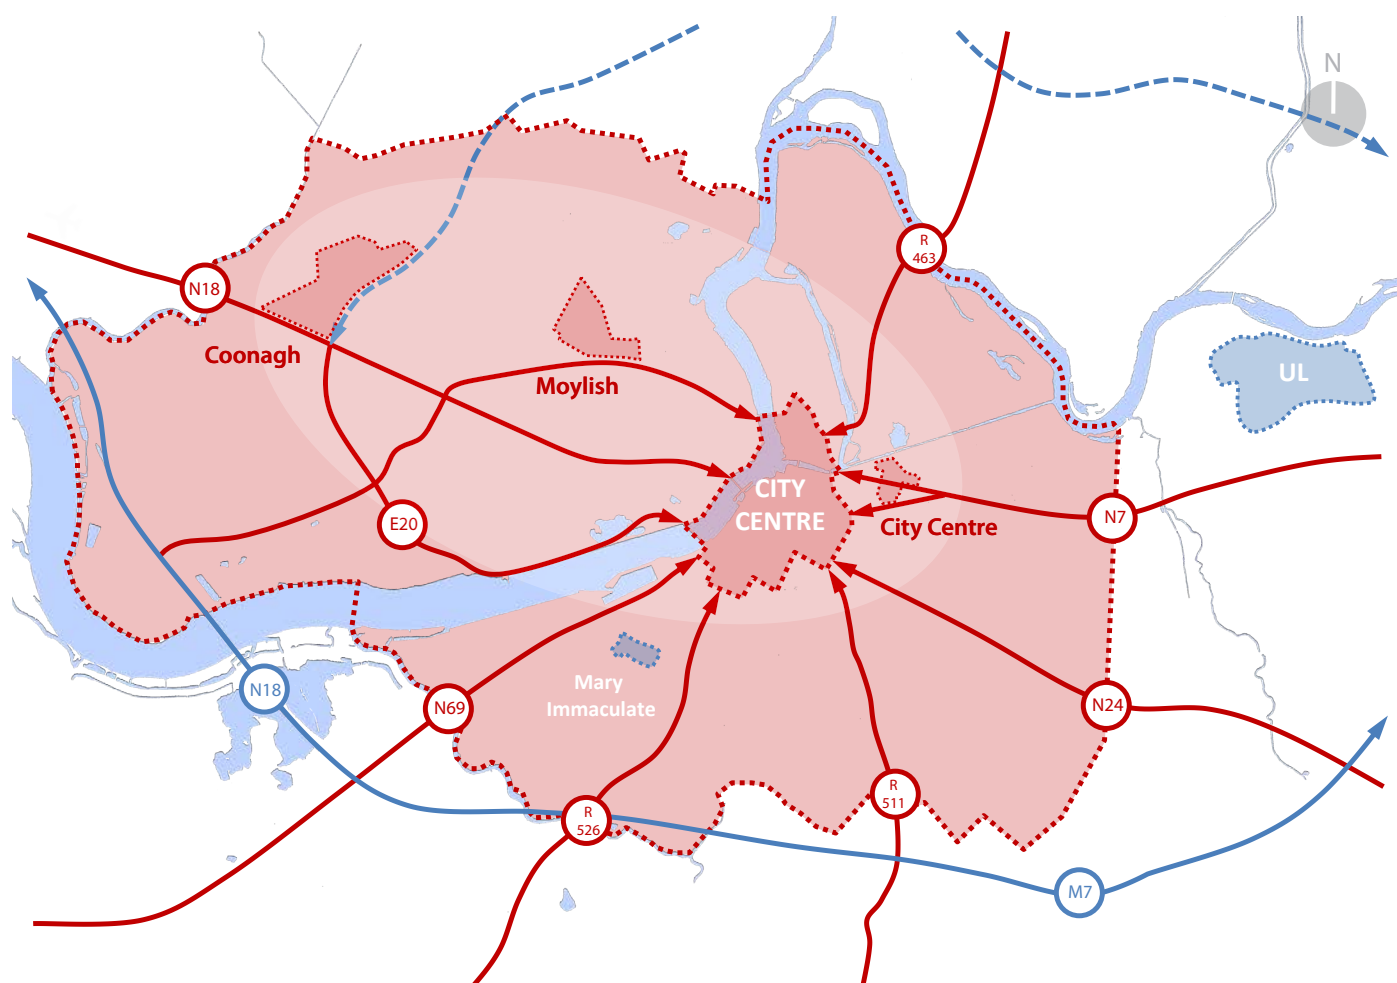 N
R
463
N18
Coonagh
Moylish
UL
CITY
CENTRE
City Centre
N7
E20
Mary
Immaculate
N18
N69
N24
R
511
R
526
M7